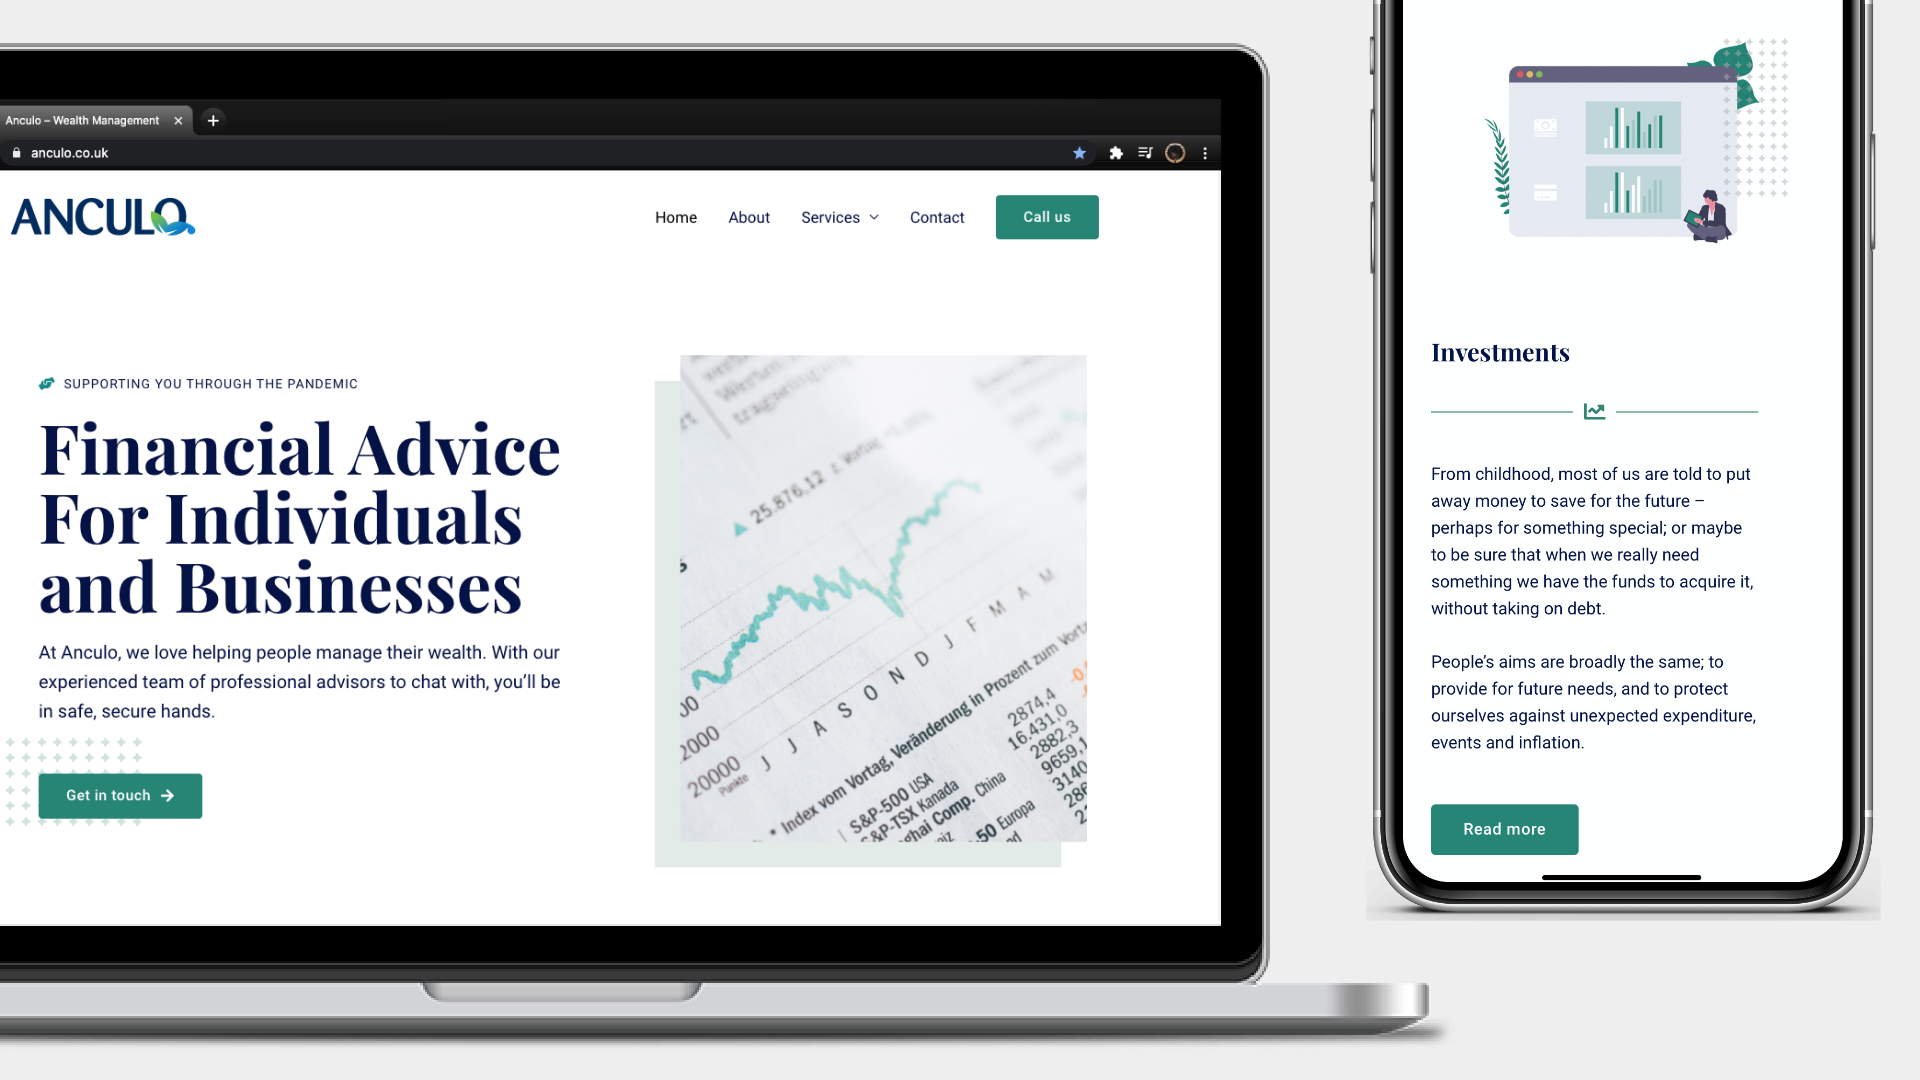 Anculo – Wealth Management
anculo.co.uk
ANCULO
Home About Services Contact Call us
SUPPORTING YOU THROUGH THE PANDEMIC
Financial Advice
For Individuals
and Businesses
At Anculo, we love helping people manage their wealth. With our
experienced team of professional advisors to chat with, you’ll be
in safe, secure hands.
Get in touch
25.876,12
2000
20000
Punkte
J J A S O N D J F M A M
* Index vom Vortag, Veränderung in Prozent zum
S&P-500 USA
S&P-TSX Kanada
Comp. China
50 Europa
2874,4
16.431,0
2882,3
9659,1
3140
286
Investments
From childhood, most of us are told to put
away money to save for the future –
perhaps for something special; or maybe
to be sure that when we really need
something we have the funds to acquire it,
without taking on debt.
People’s aims are broadly the same; to
provide for future needs, and to protect
ourselves against unexpected expenditure,
events and inflation.
Read more